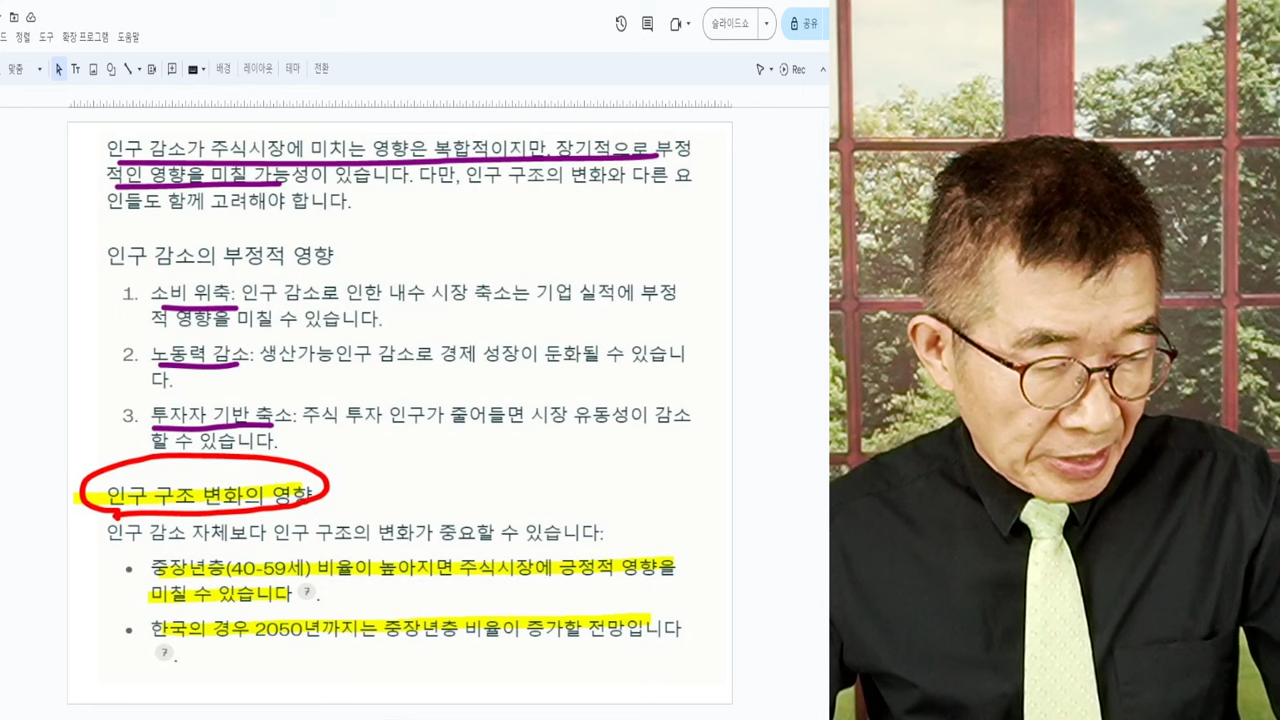 슬라이드쇼
공유
드 정렬 도구 확장 프로그램 도움말
맞춤 Tт 배경 레이아웃 테마 전환 Rec
인구 감소가 주식시장에 미치는 영향은 복합적이지만, 장기적으로 부정
적인 영향을 미칠 가능성이 있습니다. 다만, 인구 구조의 변화와 다른 요
인들도 함께 고려해야 합니다.
인구 감소의 부정적 영향
1. 소비 위축: 인구 감소로 인한 내수 시장 축소는 기업 실적에 부정
적 영향을 미칠 수 있습니다.
2. 노동력 감소: 생산가능인구 감소로 경제 성장이 둔화될 수 있습니
다.
3. 투자자 기반 축소: 주식 투자 인구가 줄어들면 시장 유동성이 감소
할 수 있습니다.
인구 구조 변화의 영향
인구 감소 자체보다 인구 구조의 변화가 중요할 수 있습니다:
• 중장년층(40-59세) 비율이 높아지면 주식시장에 긍정적 영향을
미칠 수 있습니다 7.
• 한국의 경우 2050년까지는 중장년층 비율이 증가할 전망입니다
7.